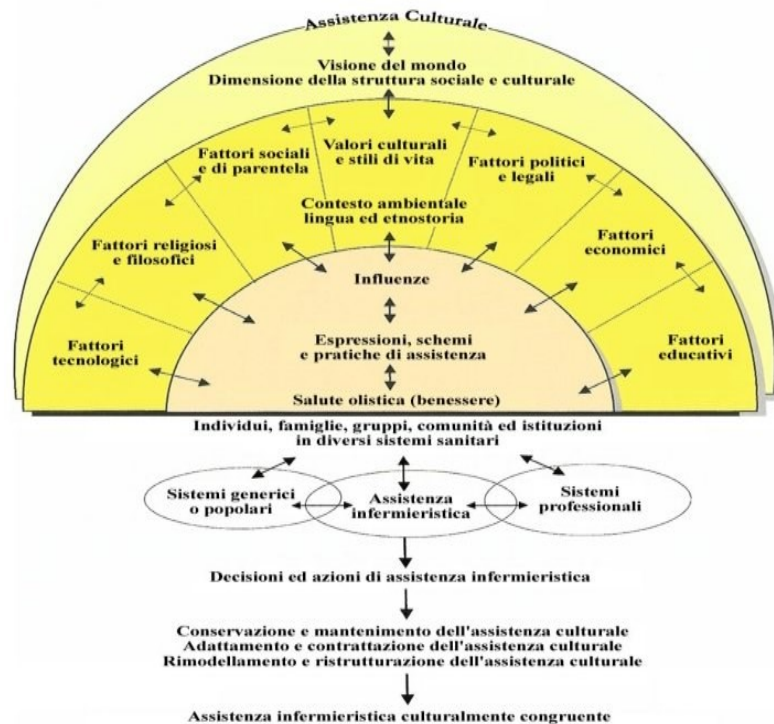 Assistenza Culturale
Visione del mondo
Dimensione della struttura sociale e culturale
Fattori sociali
e di parentela
Valori culturali
e stili di vita
Fattori politici
e legali
Contesto ambientale
lingua ed etnostoria
Fattori religiosi
e filosofici
Fattori
economici
Influenze
Fattori
tecnologici
Espressioni, schemi
e pratiche di assistenza
Fattori
educativi
Salute olistica (benessere)
Individui, famiglie, gruppi, comunità ed istituzioni
in diversi sistemi sanitari
Sistemi generici
o popolari
Assistenza
infermieristica
Sistemi
professionali
Decisioni ed azioni di assistenza infermieristica
Conservazione e mantenimento dell'assistenza culturale
Adattamento e contrattazione dell'assistenza culturale
Rimodellamento e ristrutturazione dell'assistenza culturale
Assistenza infermieristica culturalmente congruente